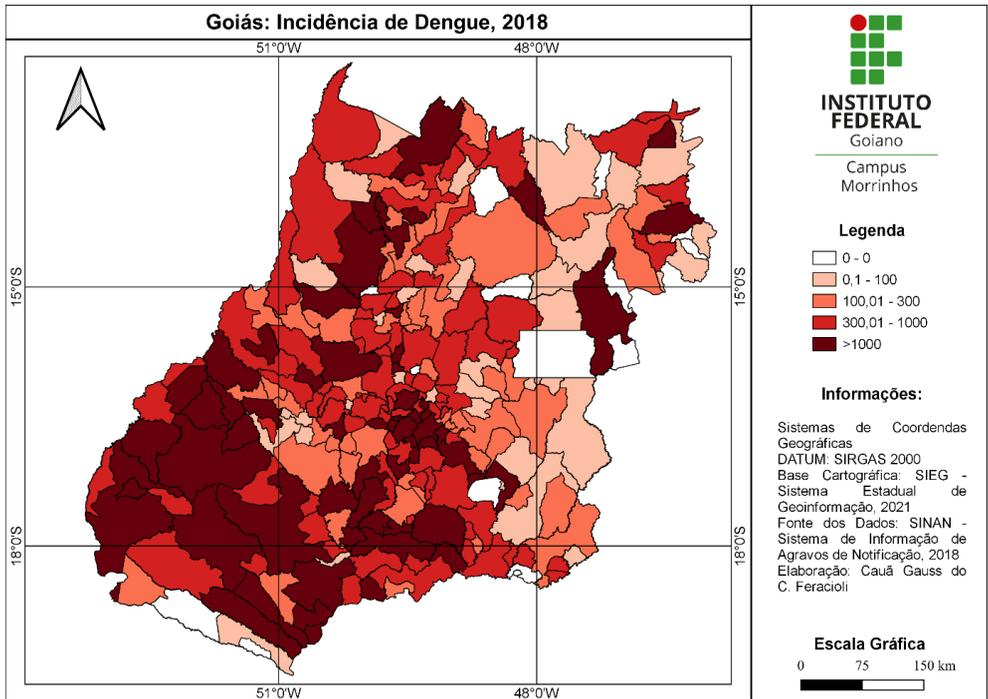 Goiás: Incidência de Dengue, 2018
51°0'W
48°0'W
15°0'S
15°0'S
18°0'S
18°0'S
51°0'W
48°0'W
INSTITUTO
FEDERAL
Goiano
Campus
Morrinhos
Legenda
0 - 0
0,1 - 100
100,01 - 300
300,01 - 1000
>1000
Informações:
Sistemas de Coordendas
Geográficas
DATUM: SIRGAS 2000
Base Cartográfica: SIEG -
Sistema Estadual de
Geoinformação, 2021
Fonte dos Dados: SINAN -
Sistema de Informação de
Agravos de Notificação, 2018
Elaboração: Cauã Gauss do
C. Feracioli
Escala Gráfica
0 75 150 km